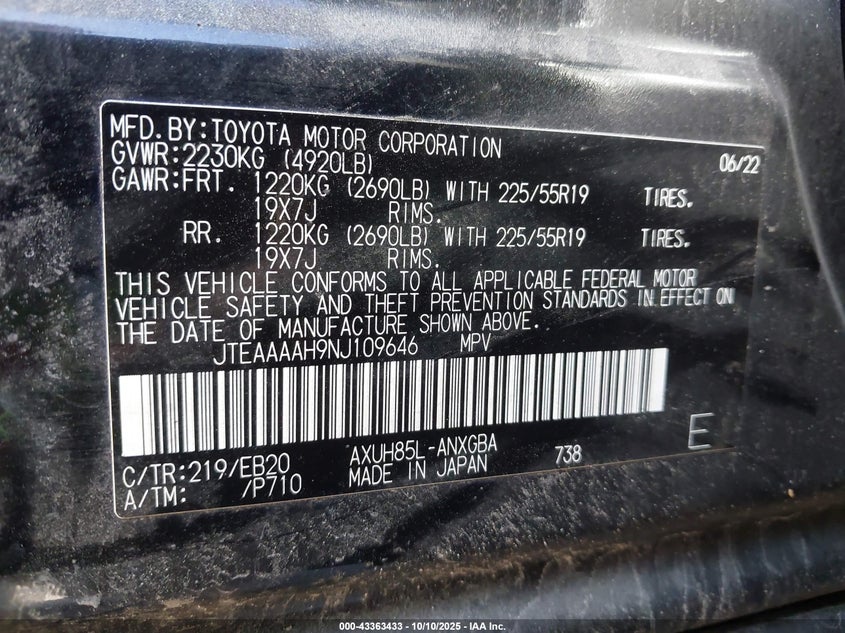 MFD.BY:TOYOTA MOTOR CORPORATION 06/22
GVWR:2230KG (4920LB)
GAWR:FRT. 1220KG (2690LB) WITH 225/55R19 TIRES.
19X7J RIMS.
RR. 1220KG (2690LB) WITH 225/55R19 TIRES.
19X7J RIMS.
THIS VEHICLE CONFORMS TO ALL APPLICABLE FEDERAL MOTOR
VEHICLE SAFETY AND THEFT PREVENTION STANDARDS IN EFFECT ON
THE DATE OF MANUFACTURE SHOWN ABOVE.
JTEAAAAH9NJ109646 MPV
C/TR:219/EB20 AXUH85L-ANXGBA 738 E
A/TM: /P710 MADE IN JAPAN
000-43363433 - 10/10/2025 - IAA Inc.